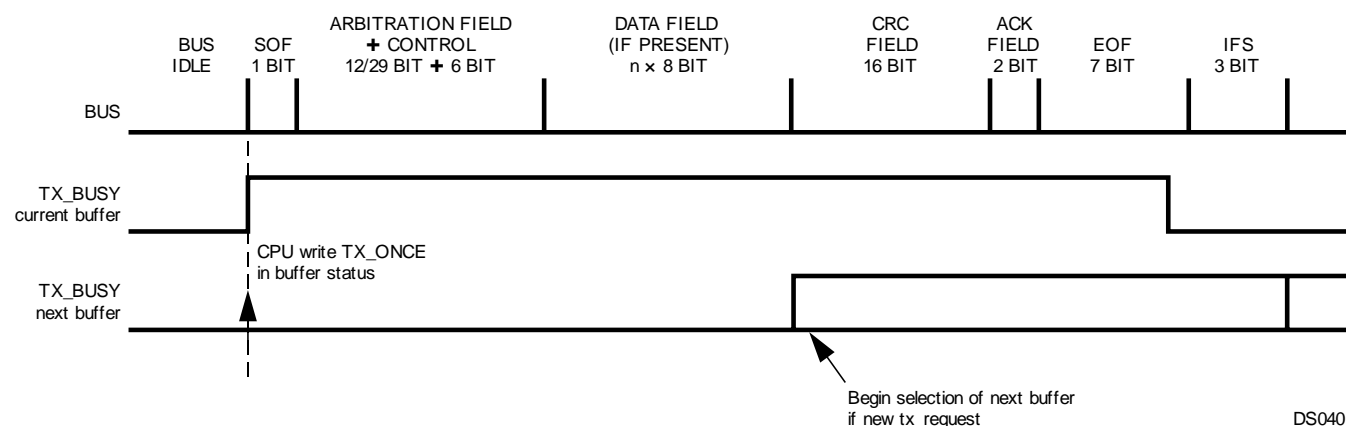 BUS
IDLE
SOF
1 BIT
ARBITRATION FIELD
+ CONTROL
12/29 BIT + 6 BIT
DATA FIELD
(IF PRESENT)
n × 8 BIT
CRC
FIELD
16 BIT
ACK
FIELD
2 BIT
EOF
7 BIT
IFS
3 BIT
BUS
TX_BUSY
current buffer
CPU write TX_ONCE
in buffer status
TX_BUSY
next buffer
Begin selection of next buffer
if new tx request
DS040